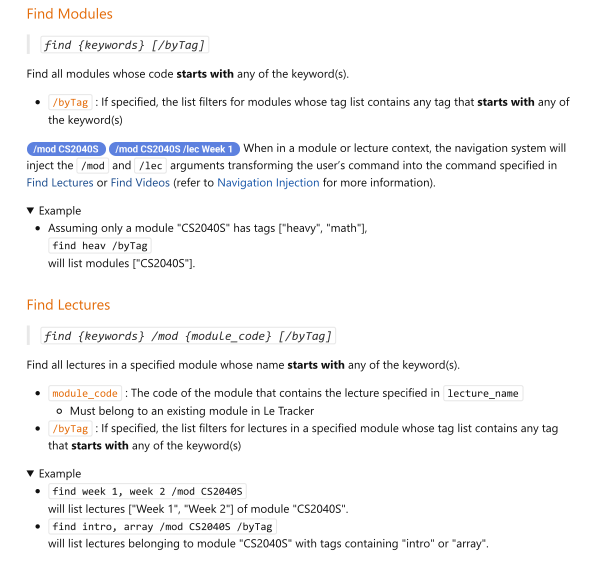 Find Modules
find {keywords} [/byTag]
Find all modules whose code starts with any of the keyword(s).
• /byTag : If specified, the list filters for modules whose tag list contains any tag that starts with any of
the keyword(s)
/mod CS2040S /mod CS2040S /lec Week 1 When in a module or lecture context, the navigation system will
inject the /mod and /lec arguments transforming the user's command into the command specified in
Find Lectures or Find Videos (refer to Navigation Injection for more information).
▼ Example
• Assuming only a module "CS2040S" has tags ["heavy", "math"],
find heav /byTag
will list modules ["CS2040S"].
Find Lectures
find {keywords} /mod {module_code} [/byTag]
Find all lectures in a specified module whose name starts with any of the keyword(s).
• module_code : The code of the module that contains the lecture specified in lecture_name
○ Must belong to an existing module in Le Tracker
• /byTag : If specified, the list filters for lectures in a specified module whose tag list contains any tag
that starts with any of the keyword(s)
▼ Example
• find week 1, week 2 /mod CS2040S
will list lectures ["Week 1", "Week 2"] of module "CS2040S".
• find intro, array /mod CS2040S /byTag
will list lectures belonging to module "CS2040S" with tags containing "intro" or "array".